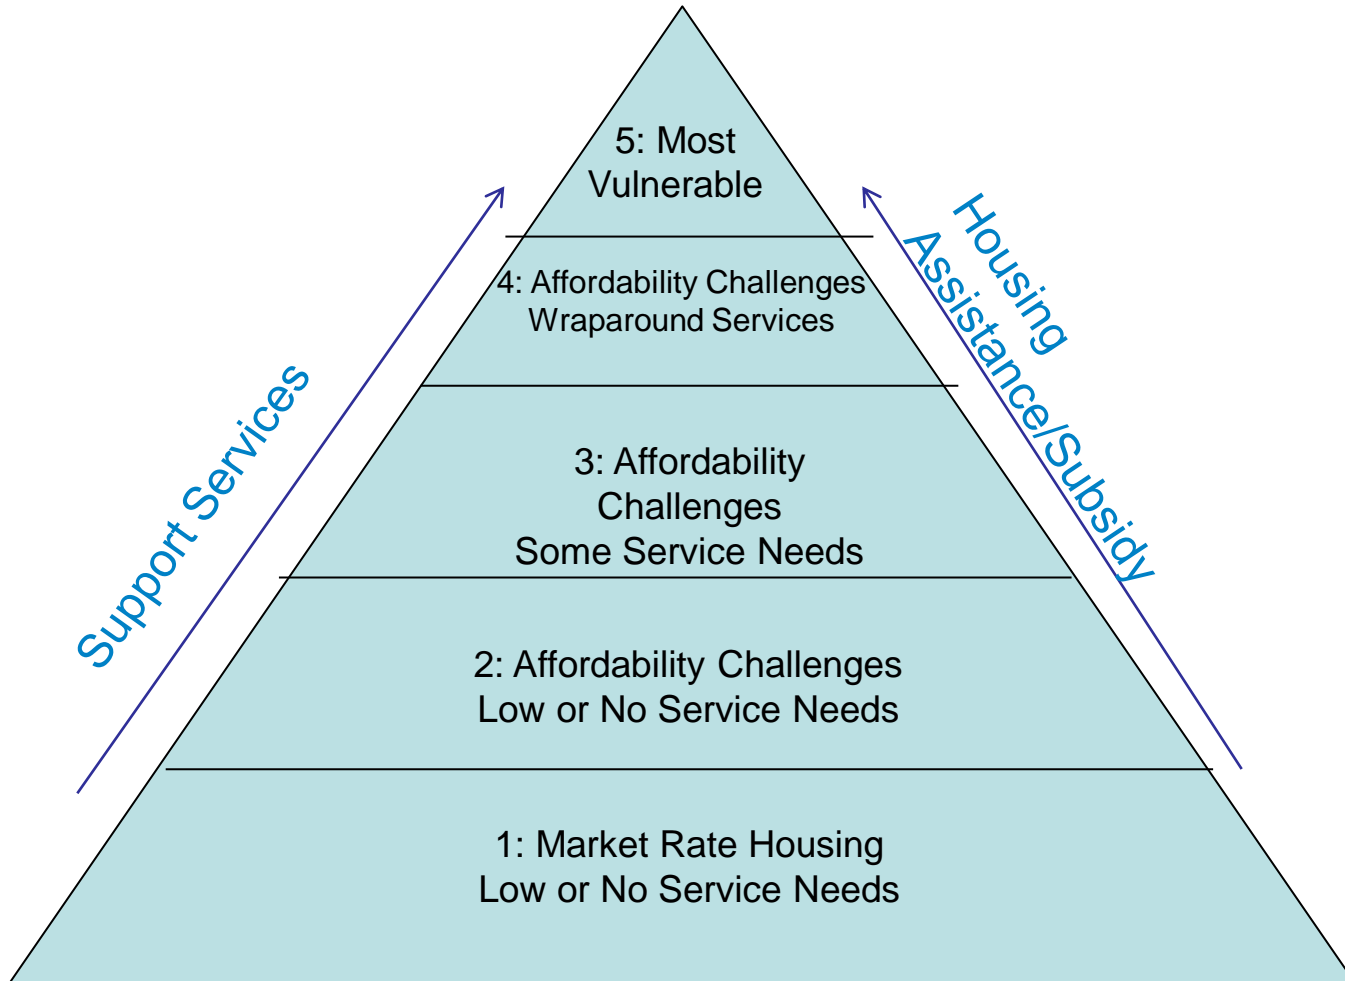 5: Most
Vulnerable
4: Affordability Challenges
Wraparound Services
3: Affordability
Challenges
Some Service Needs
2: Affordability Challenges
Low or No Service Needs
1: Market Rate Housing
Low or No Service Needs
Support Services
Housing
Assistance/Subsidy